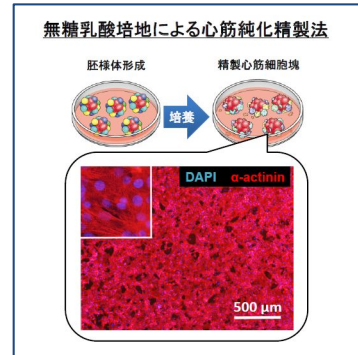 無糖乳酸培地による心筋純化精製法
胚様体形成
精製心筋細胞塊
培養
DAPI α-actinin
500 μm